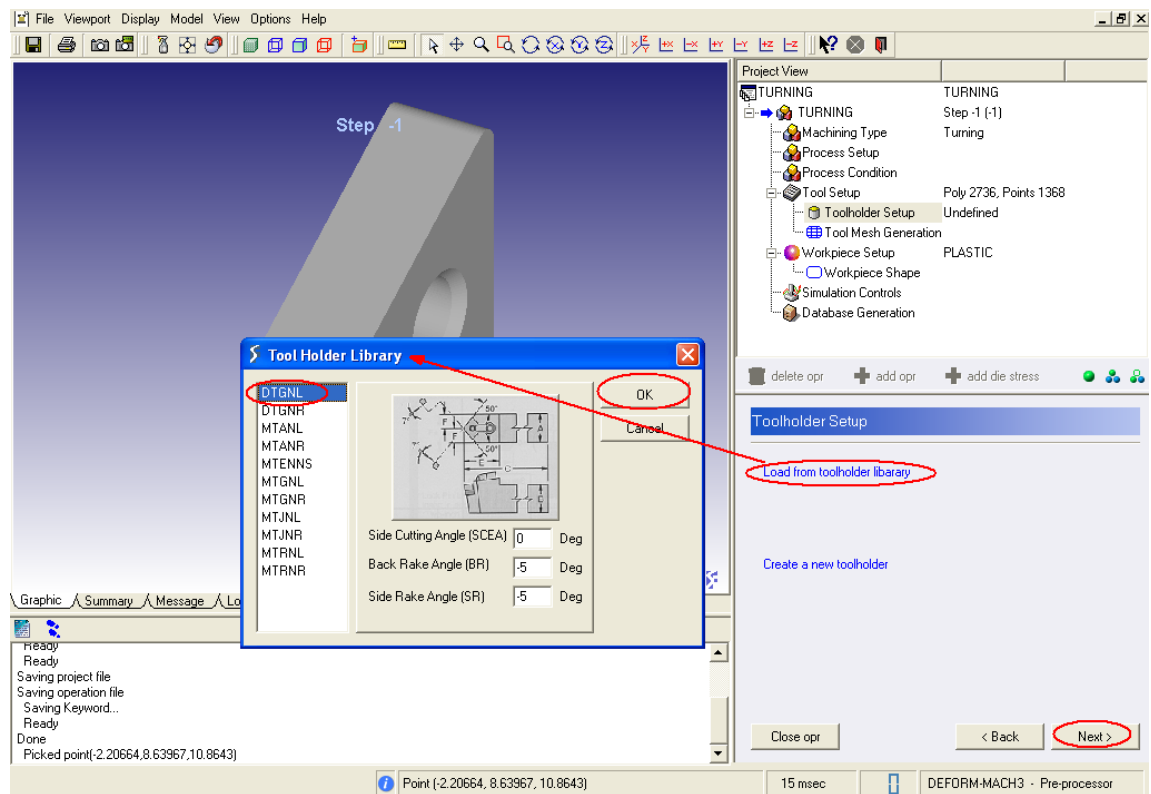 File Viewport Display Model View Options Help
Step -1
Project View
TURNING TURNING
TURNING Step -1 (-1)
Machining Type Turning
Process Setup
Process Condition
Tool Setup Poly 2736, Points 1368
Toolholder Setup Undefined
Tool Mesh Generation
Workpiece Setup PLASTIC
Workpiece Shape
Simulation Controls
Database Generation
delete opr add opr add die stress
Toolholder Setup
Load from toolholder libarary
Create a new toolholder
Close opr < Back Next >
Tool Holder Library
DTGNL
DTGNR
MTANL
MTANR
MTENNS
MTGNL
MTGNR
MTJNL
MTJNR
MTRNL
MTRNR
OK
Cancel
50°
F
F
A
50°
E
C
Side Cutting Angle (SCEA) 0 Deg
Back Rake Angle (BR) -5 Deg
Side Rake Angle (SR) -5 Deg
Graphic Summary Message Lo
Ready
Ready
Saving project file
Saving operation file
Saving Keyword...
Ready
Done
Picked point(-2.20664,8.63967,10.8643)
Point (-2.20664, 8.63967, 10.8643) 15 msec DEFORM-MACH3 - Pre-processor